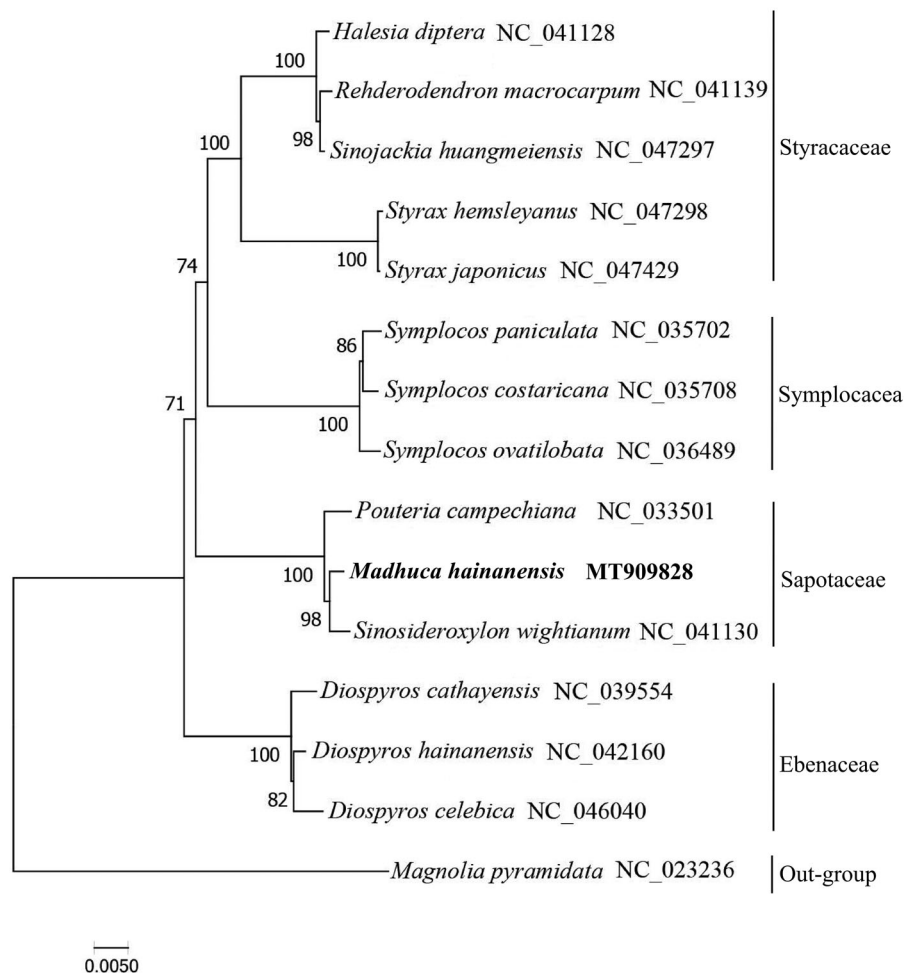 Halesia diptera NC_041128
100
Rehderodendron macrocarpum NC_041139
98
Sinojackia huangmeiensis NC_047297
Styracaceae
100
Styrax hemsleyanus NC_047298
100
Styrax japonicus NC_047429
74
Symplocos paniculata NC_035702
86
Symplocos costaricana NC_035708
Symplocacea
71
100
Symplocos ovatilobata NC_036489
Pouteria campechiana NC_033501
100
Madhuca hainanensis MT909828
Sapotaceae
98
Sinosideroxylon wightianum NC_041130
Diospyros cathayensis NC_039554
100
Diospyros hainanensis NC_042160
Ebenaceae
82
Diospyros celebica NC_046040
Magnolia pyramidata NC_023236
Out-group
0.0050